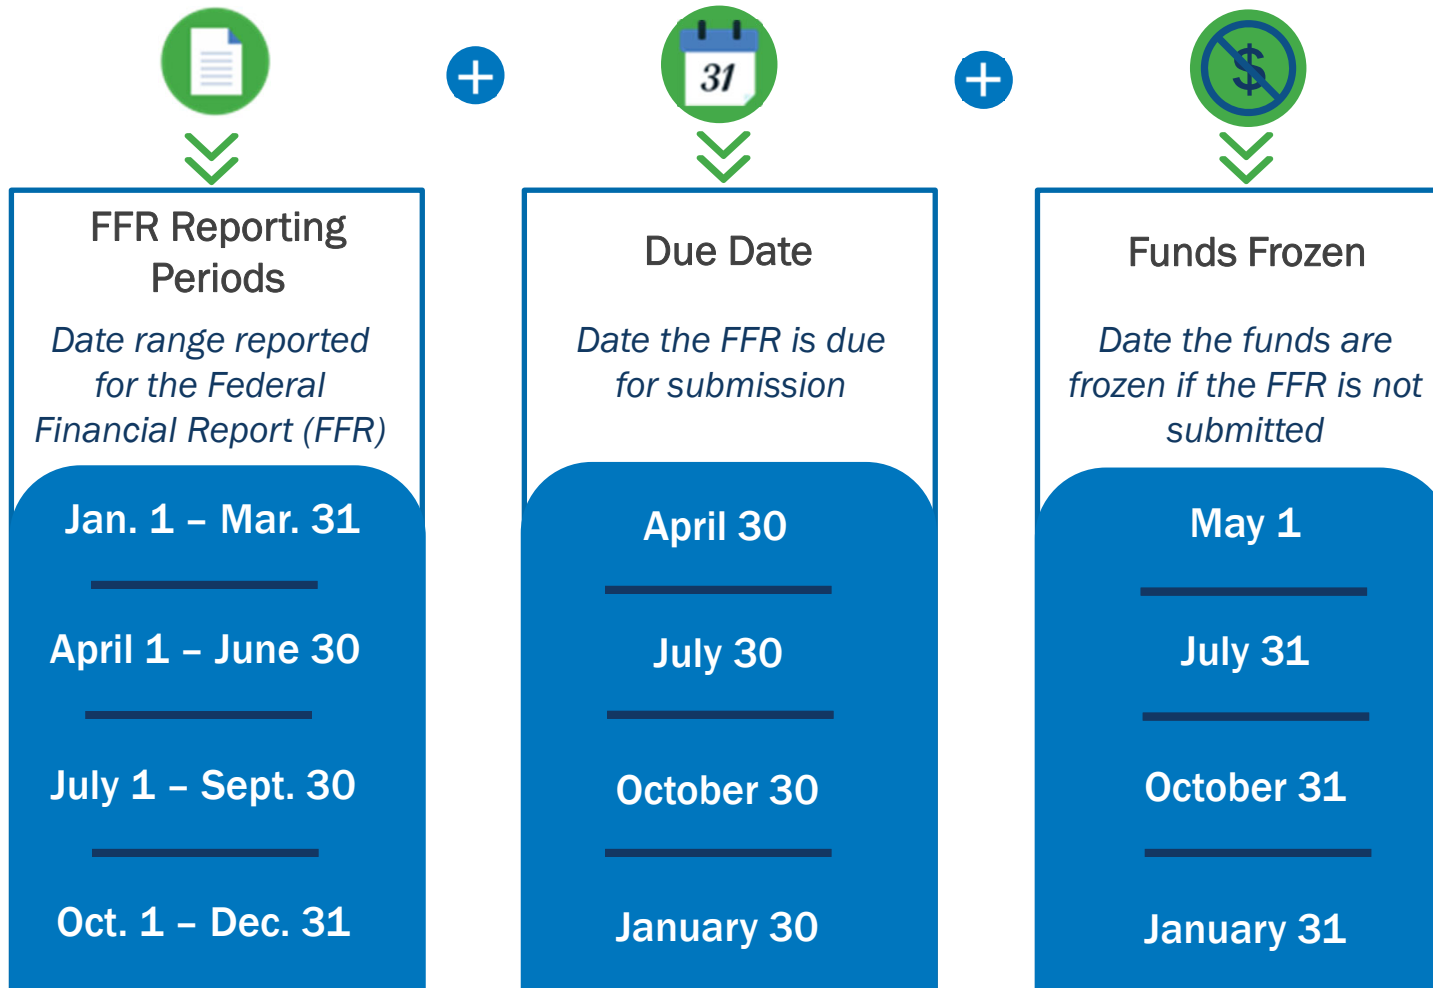 31
$
FFR Reporting
Periods
Date range reported
for the Federal
Financial Report (FFR)
Jan. 1 – Mar. 31
April 1 – June 30
July 1 – Sept. 30
Oct. 1 – Dec. 31
Due Date
Date the FFR is due
for submission
April 30
July 30
October 30
January 30
Funds Frozen
Date the funds are
frozen if the FFR is not
submitted
May 1
July 31
October 31
January 31